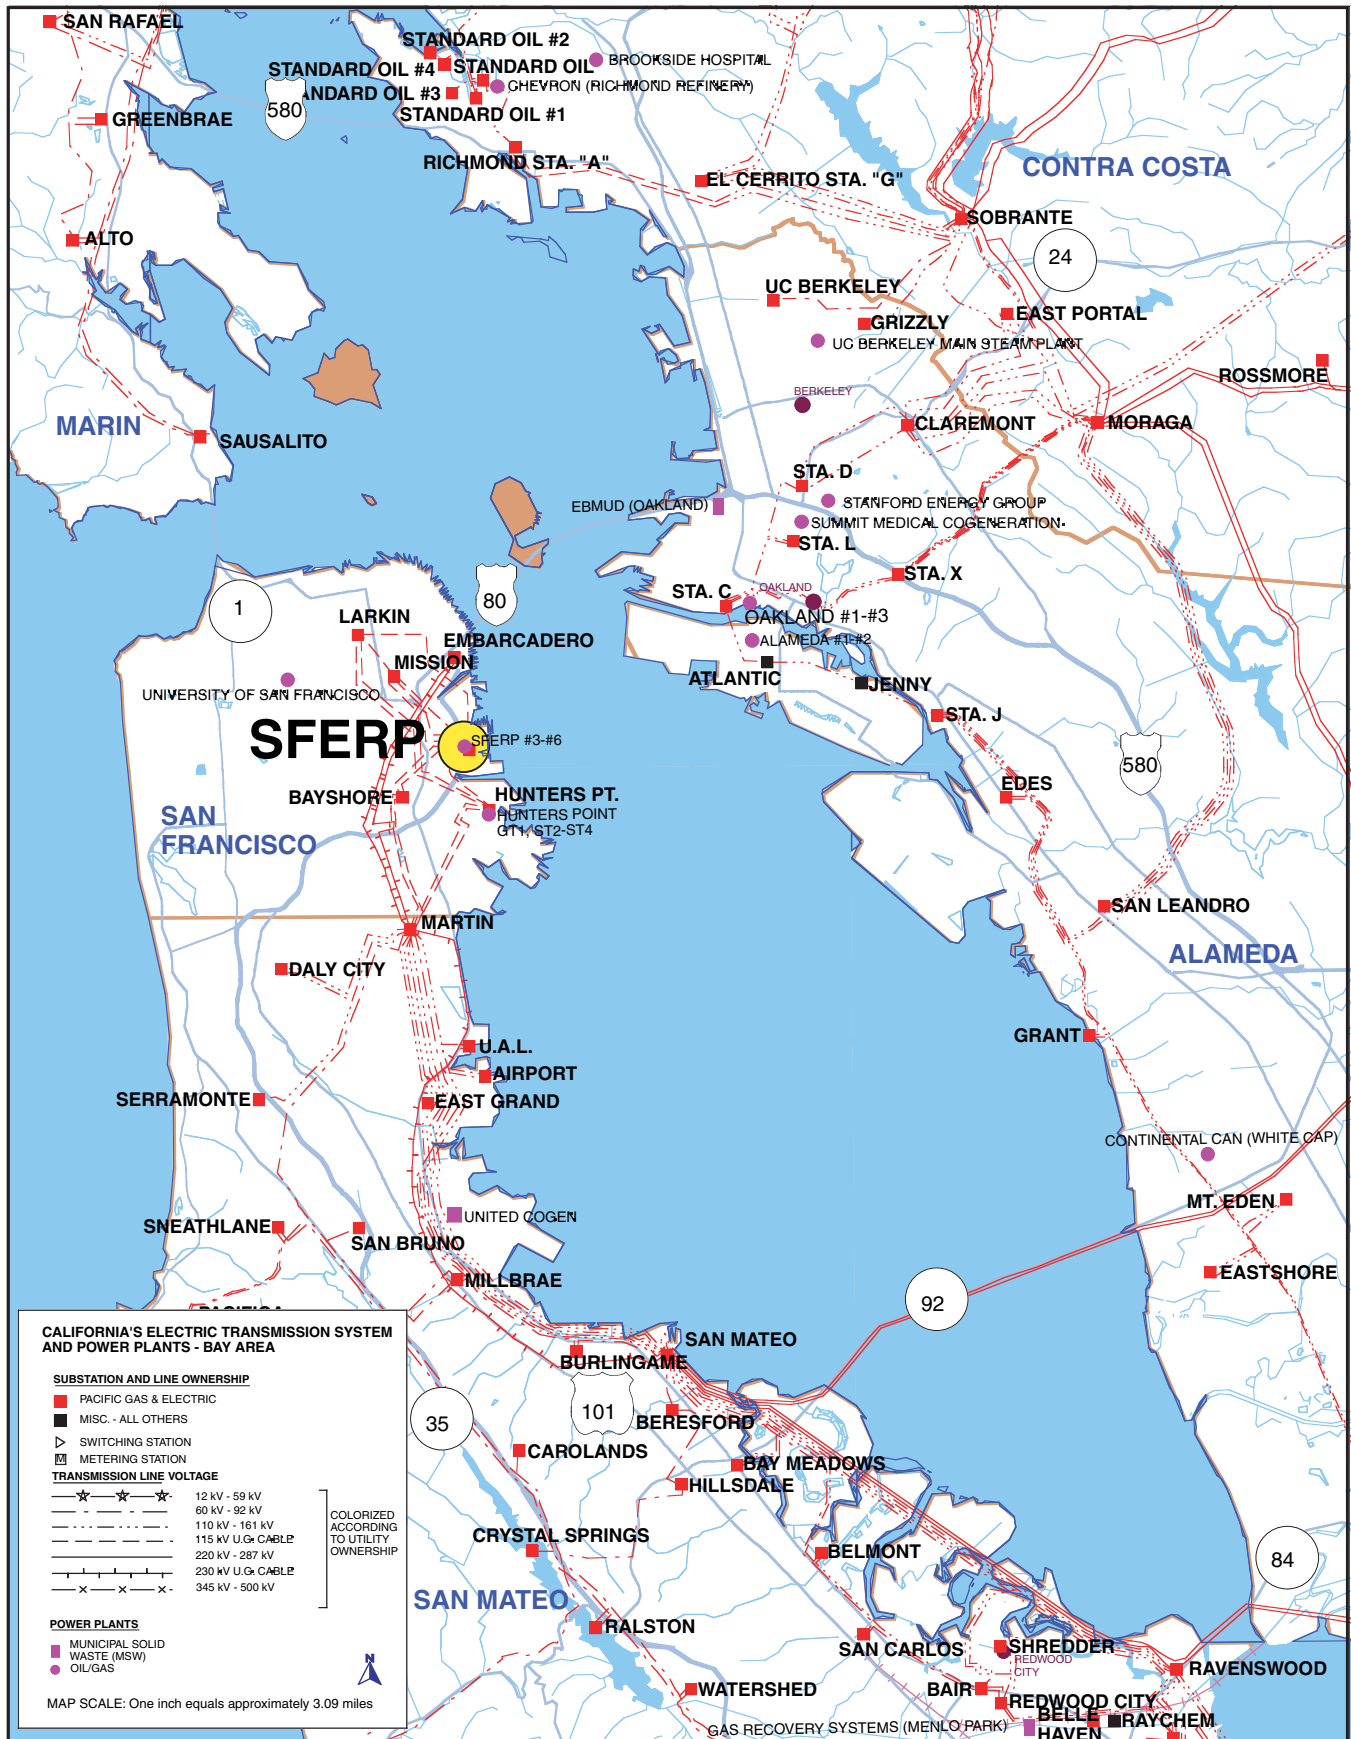 SAN RAFAEL
STANDARD OIL #2
BROOKSIDE HOSPITAL
STANDARD OIL #4
STANDARD OIL
CHEVRON (RICHMOND REFINERY)
ANDARD OIL #3
580
STANDARD OIL #1
GREENBRAE
RICHMOND STA. "A"
CONTRA COSTA
EL CERRITO STA. "G"
SOBRANTE
ALTO
24
UC BERKELEY
EAST PORTAL
GRIZZLY
UC BERKELEY MAIN STEAM PLANT
ROSSMORE
BERKELEY
MARIN
SAUSALITO
CLAREMONT
MORAGA
STA. D
EBMUD (OAKLAND)
STANFORD ENERGY GROUP
SUMMIT MEDICAL COGENERATION
STA. L
STA. X
OAKLAND
STA. C
80
1
OAKLAND #1-#3
LARKIN
EMBARCADERO
ALAMEDA #1-#2
MISSION
ATLANTIC
JENNY
UNIVERSITY OF SAN FRANCISCO
STA. J
SFERP
SFERP #3-#6
580
EDES
BAYSHORE
HUNTERS PT.
HUNTERS POINT
GT1, ST2-ST4
SAN
FRANCISCO
SAN LEANDRO
MARTIN
ALAMEDA
DALY CITY
GRANT
U.A.L.
AIRPORT
SERRAMONTE
EAST GRAND
CONTINENTAL CAN (WHITE CAP)
MT. EDEN
UNITED COGEN
SNEATHLANE
SAN BRUNO
EASTSHORE
MILLBRAE
PACIFICA
92
SAN MATEO
BURLINGAME
101
BERESFORD
35
CAROLANDS
BAY MEADOWS
HILLSDALE
CRYSTAL SPRINGS
BELMONT
84
SAN MATEO
RALSTON
SAN CARLOS
SHREDDER
REDWOOD
CITY
RAVENSWOOD
BAIR
WATERSHED
REDWOOD CITY
BELLE
HAVEN
RAYCHEM
GAS RECOVERY SYSTEMS (MENLO PARK)
CALIFORNIA'S ELECTRIC TRANSMISSION SYSTEM
AND POWER PLANTS - BAY AREA
SUBSTATION AND LINE OWNERSHIP
PACIFIC GAS & ELECTRIC
MISC. - ALL OTHERS
SWITCHING STATION
M METERING STATION
TRANSMISSION LINE VOLTAGE
12 kV - 59 kV
60 kV - 92 kV
110 kV - 161 kV
115 kV U.G. CABLE
220 kV - 287 kV
230 kV U.G. CABLE
345 kV - 500 kV
COLORIZED
ACCORDING
TO UTILITY
OWNERSHIP
POWER PLANTS
MUNICIPAL SOLID
WASTE (MSW)
OIL/GAS
N
MAP SCALE: One inch equals approximately 3.09 miles